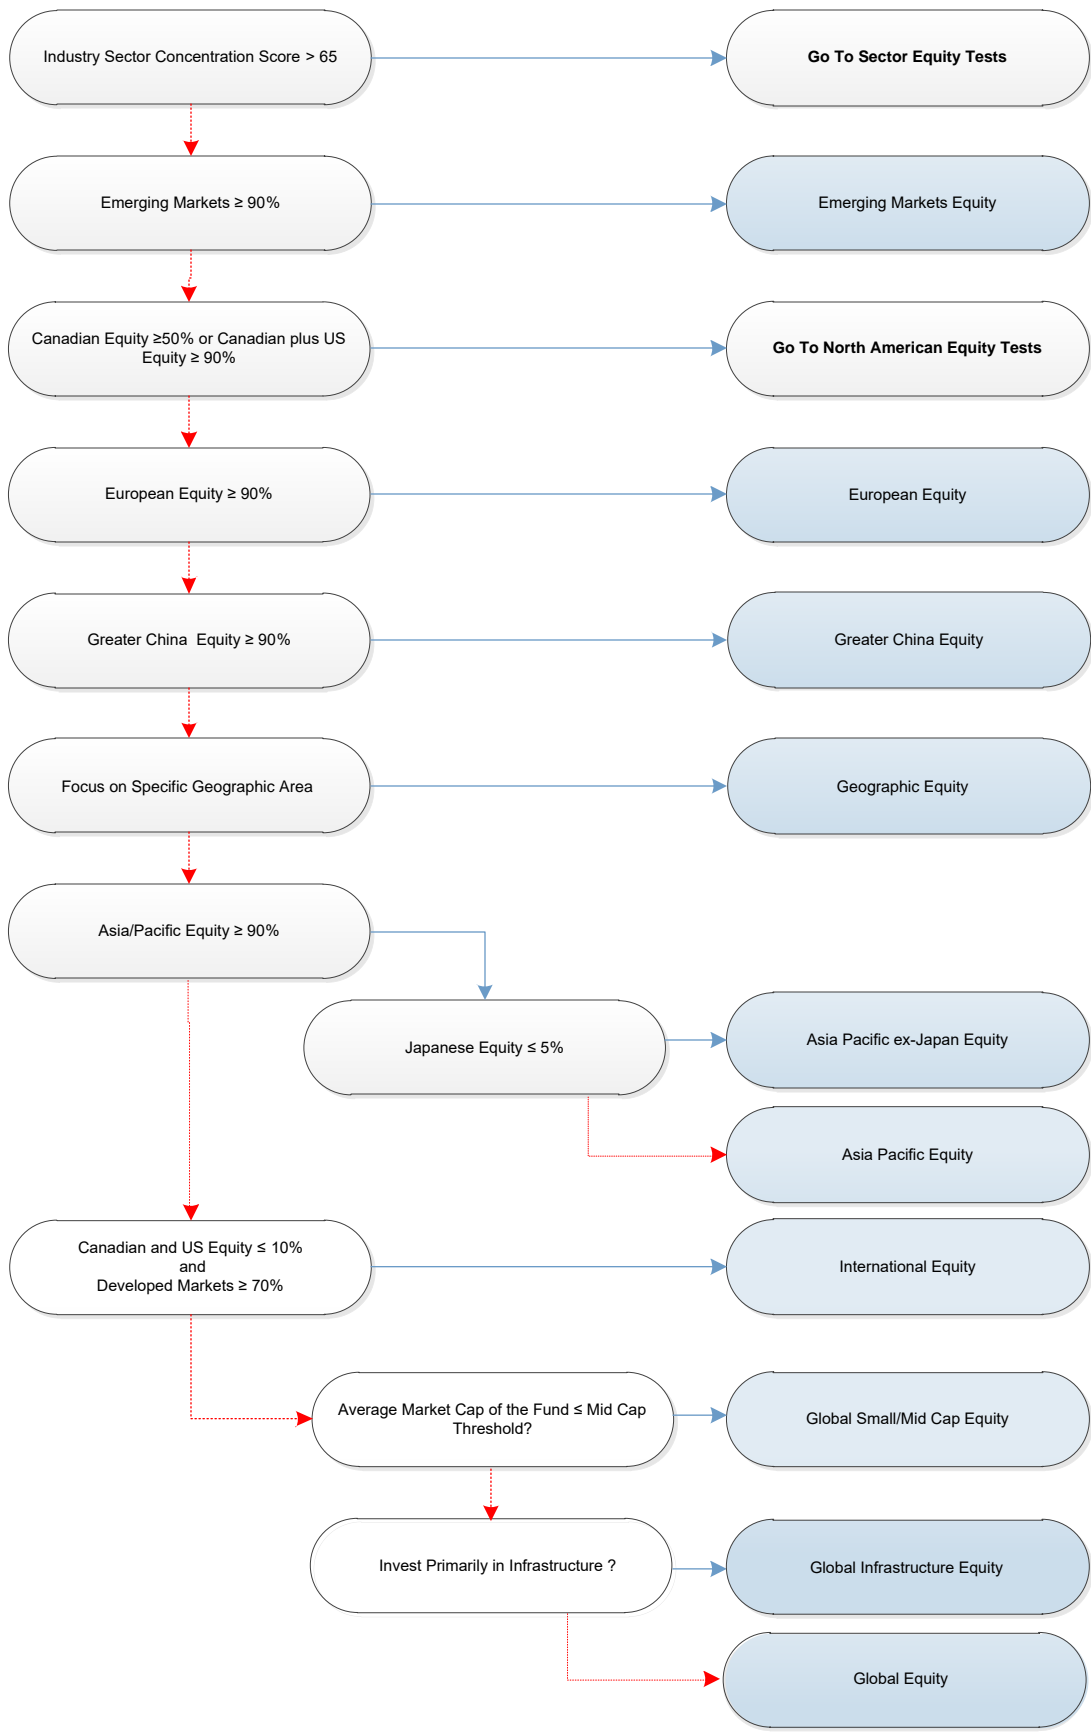 Industry Sector Concentration Score > 65
Go To Sector Equity Tests
Emerging Markets ≥ 90%
Emerging Markets Equity
Canadian Equity ≥50% or Canadian plus US
Equity ≥ 90%
Go To North American Equity Tests
European Equity ≥ 90%
European Equity
Greater China  Equity ≥ 90%
Greater China Equity
Focus on Specific Geographic Area
Geographic Equity
Asia/Pacific Equity ≥ 90%
Japanese Equity ≤ 5%
Asia Pacific ex-Japan Equity
Asia Pacific Equity
Canadian and US Equity ≤ 10%
and
Developed Markets ≥ 70%
International Equity
Average Market Cap of the Fund ≤ Mid Cap
Threshold?
Global Small/Mid Cap Equity
Invest Primarily in Infrastructure ?
Global Infrastructure Equity
Global Equity